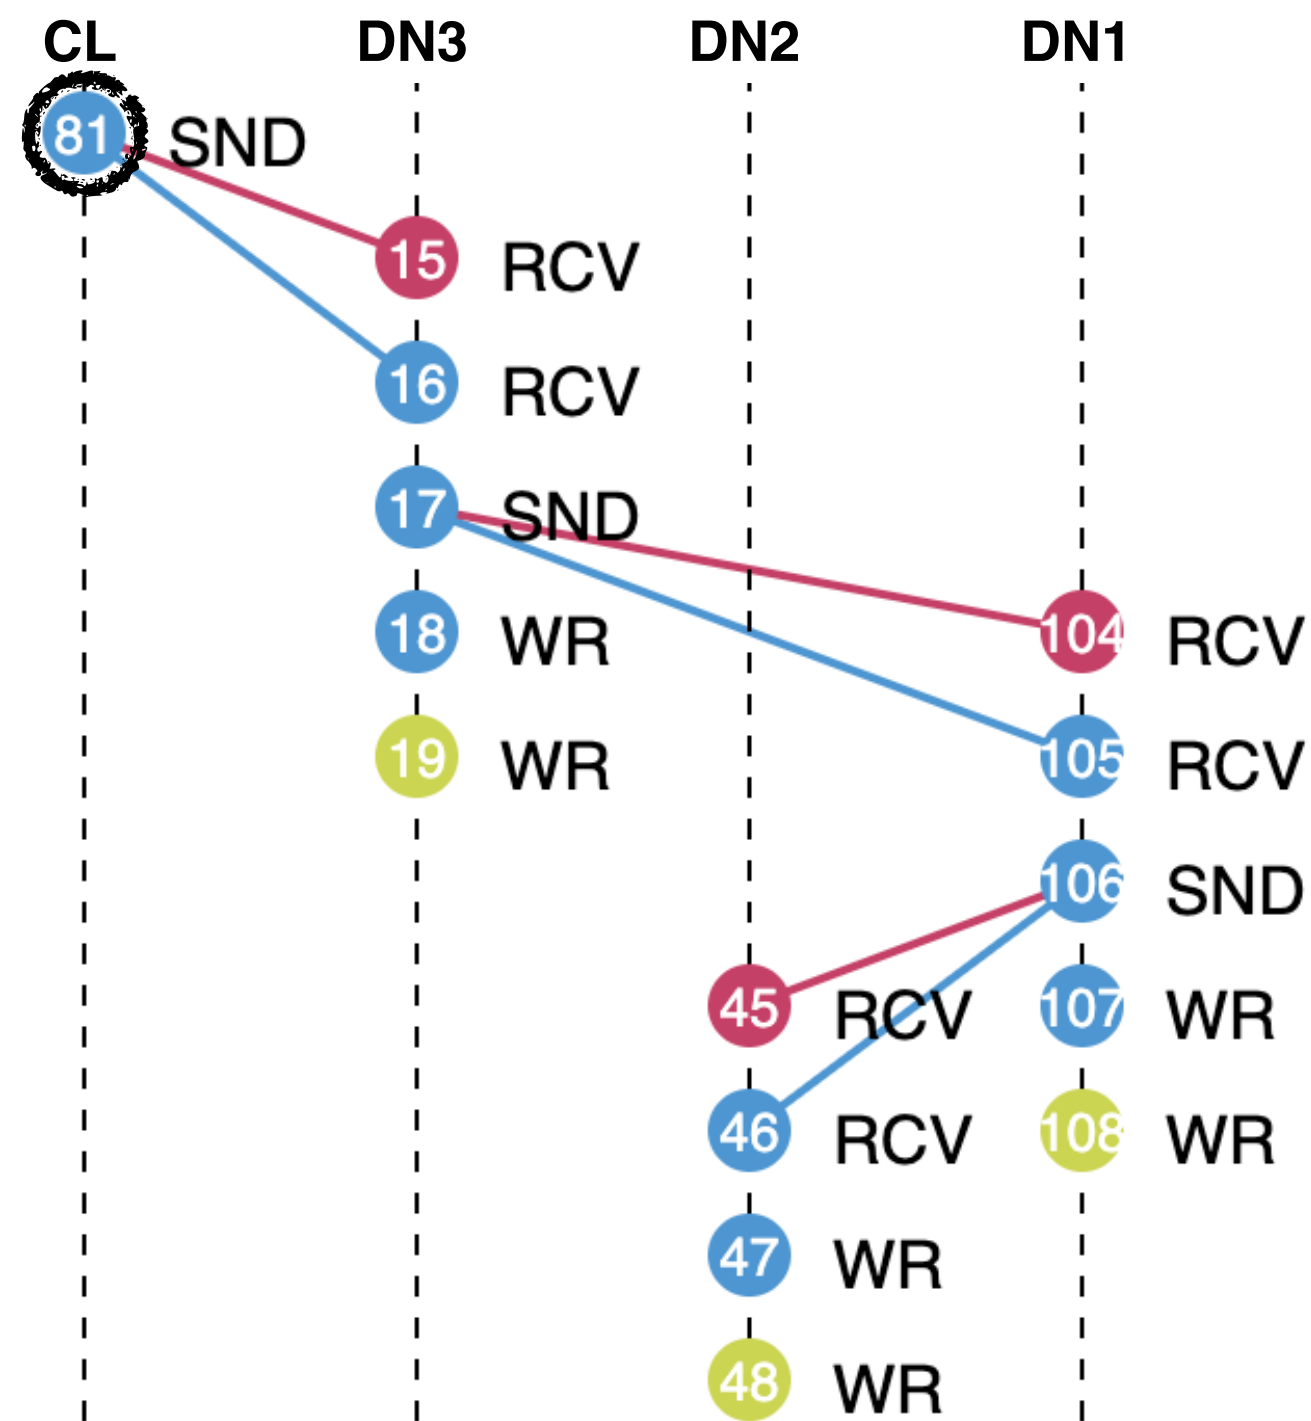 CL DN3 DN2 DN1
81 SND
15 RCV
16 RCV
17 SND
18 WR 104 RCV
19 WR 105 RCV
106 SND
45 RCV 107 WR
46 RCV 108 WR
47 WR
48 WR